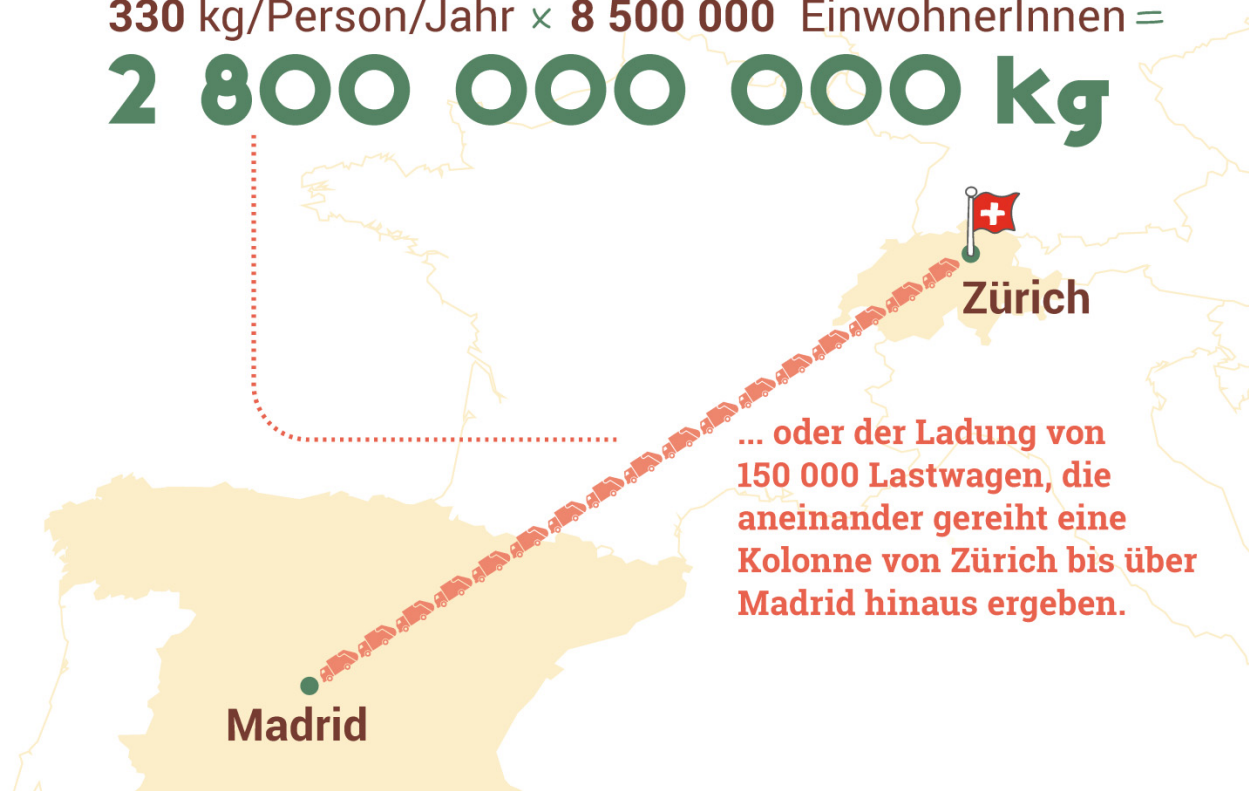 330 kg/Person/Jahr × 8 500 000 EinwohnerInnen =
2 800 000 000 kg
Zürich
... oder der Ladung von
150 000 Lastwagen, die
aneinander gereiht eine
Kolonne von Zürich bis über
Madrid hinaus ergeben.
Madrid